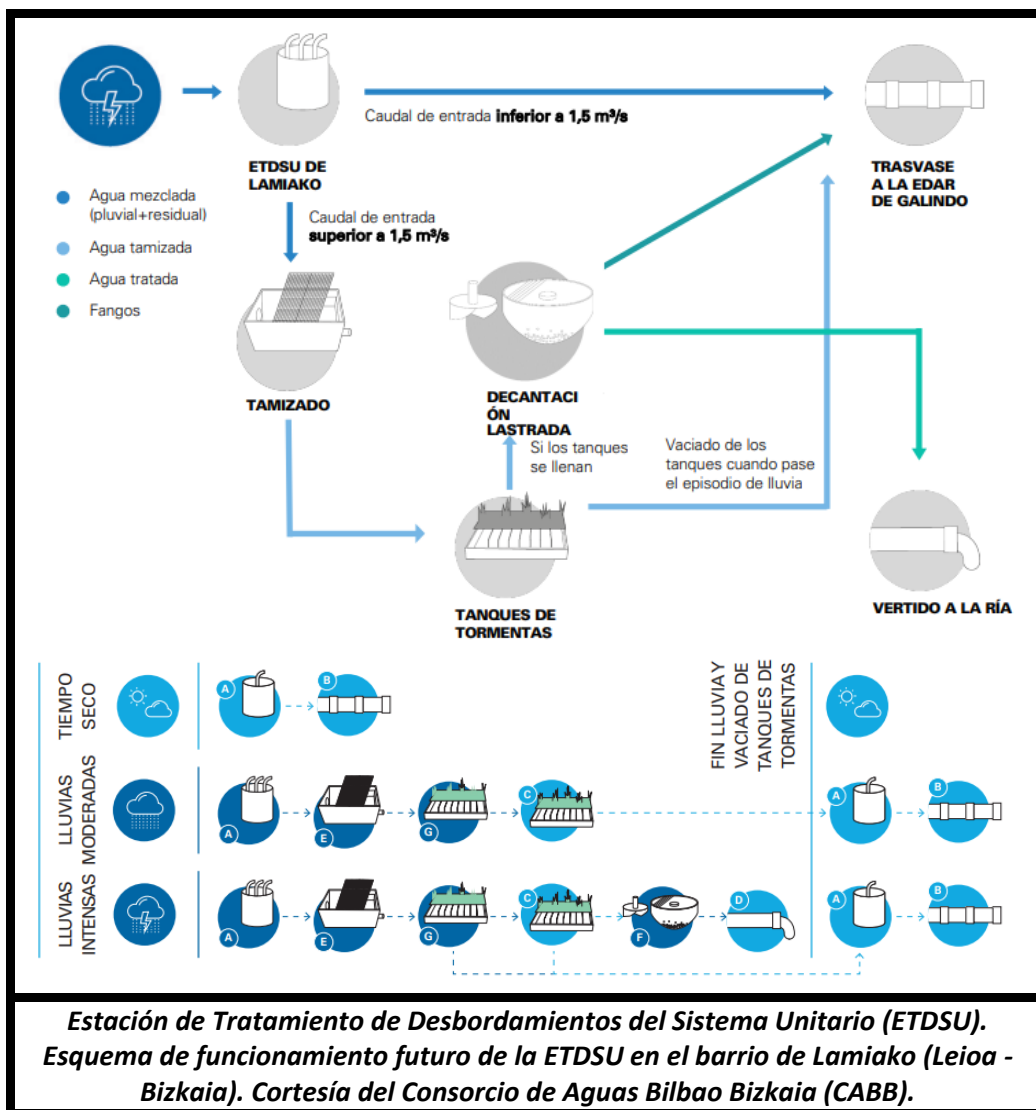 Caudal de entrada inferior a 1,5 m³/s
ETDSU DE
LAMIAKO
TRASVASE
A LA EDAR
DE GALINDO
Agua mezclada
(pluvial+residual)
Agua tamizada
Agua tratada
Fangos
Caudal de entrada
superior a 1,5 m³/s
TAMIZADO
DECANTACI
ÓN
LASTRADA
Si los tanques
se llenan
Vaciado de los
tanques cuando pase
el episodio de lluvia
TANQUES DE
TORMENTAS
VERTIDO A LA RÍA
TIEMPO
SECO
A
B
FIN LLUVIA Y
VACIADO DE
TANQUES DE
TORMENTAS
LLUVIAS
MODERADAS
A
E
G
C
A
B
LLUVIAS
INTENSAS
A
E
G
C
F
D
A
B
Estación de Tratamiento de Desbordamientos del Sistema Unitario (ETDSU).
Esquema de funcionamiento futuro de la ETDSU en el barrio de Lamiako (Leioa -
Bizkaia). Cortesía del Consorcio de Aguas Bilbao Bizkaia (CABB).